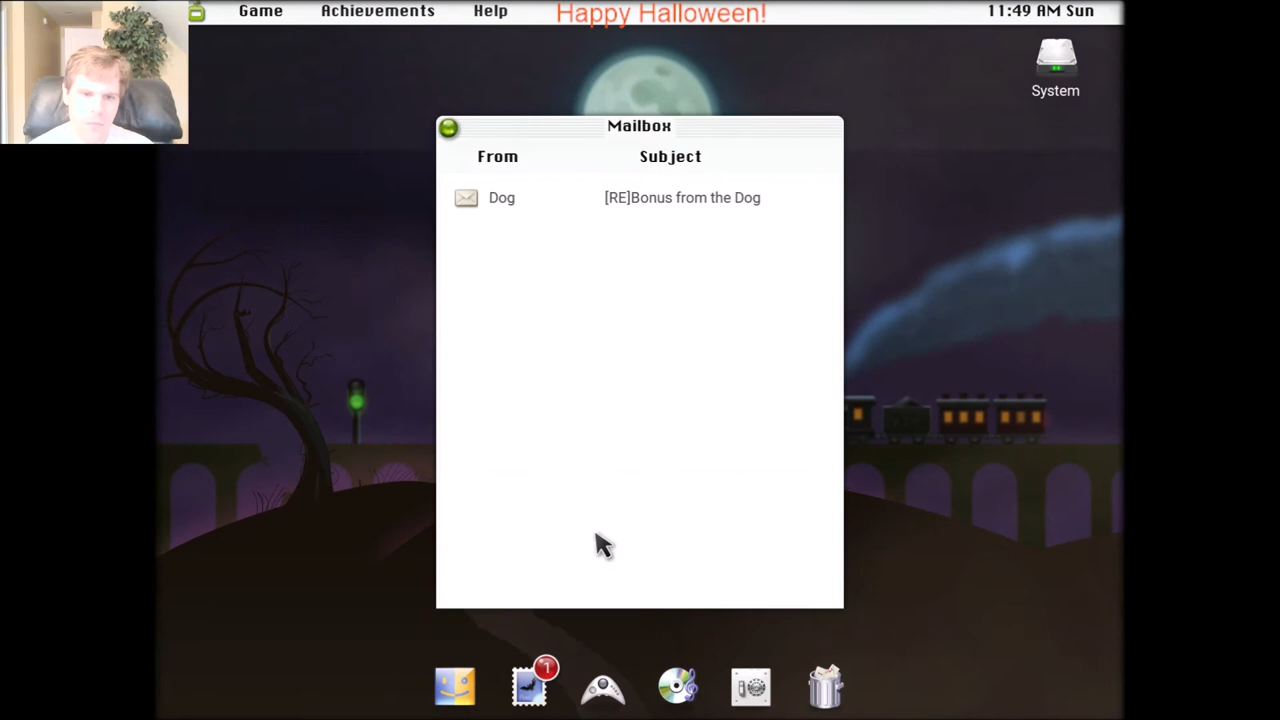 Game Achievements Help Happy Halloween! 11:49 AM Sun
System
Mailbox
From Subject
Dog [RE]Bonus from the Dog
1